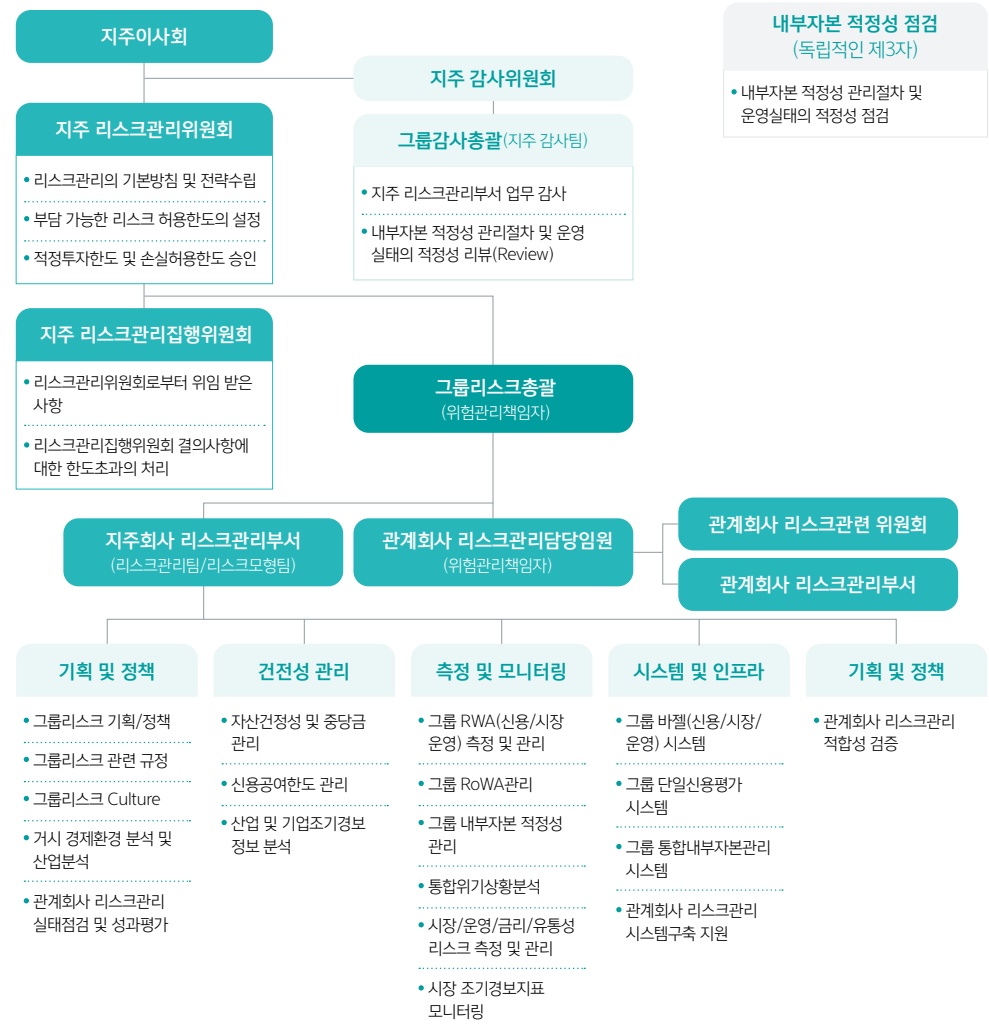 지주이사회
지주 감사위원회
내부자본 적정성 점검
(독립적인 제3자)
• 내부자본 적정성 관리절차 및
운영실태의 적정성 점검
지주 리스크관리위원회
• 리스크관리의 기본방침 및 전략수립
• 부담 가능한 리스크 허용한도의 설정
• 적정투자한도 및 손실허용한도 승인
그룹감사총괄(지주 감사팀)
• 지주 리스크관리부서 업무 감사
• 내부자본 적정성 관리절차 및 운영
실태의 적정성 리뷰(Review)
지주 리스크관리집행위원회
• 리스크관리위원회로부터 위임 받은
사항
• 리스크관리집행위원회 결의사항에
대한 한도초과의 처리
그룹리스크총괄
(위험관리책임자)
지주회사 리스크관리부서
(리스크관리팀/리스크모형팀)
관계회사 리스크관리담당임원
(위험관리책임자)
관계회사 리스크관련 위원회
관계회사 리스크관리부서
기획 및 정책
• 그룹리스크 기획/정책
• 그룹리스크 관련 규정
• 그룹리스크 Culture
• 거시 경제환경 분석 및
산업분석
• 관계회사 리스크관리
실태점검 및 성과평가
건전성 관리
• 자산건정성 및 중당금
관리
• 신용공여한도 관리
• 산업 및 기업조기경보
정보 분석
측정 및 모니터링
• 그룹 RWA(신용/시장
운영) 측정 및 관리
• 그룹 RoWA관리
• 그룹 내부자본 적정성
관리
• 통합위기상황분석
• 시장/운영/금리/유통성
리스크 측정 및 관리
• 시장 조기경보지표
모니터링
시스템 및 인프라
• 그룹 바젤(신용/시장/
운영) 시스템
• 그룹 단일신용평가
시스템
• 그룹 통합내부자본관리
시스템
• 관계회사 리스크관리
시스템구축 지원
기획 및 정책
• 관계회사 리스크관리
적합성 검증